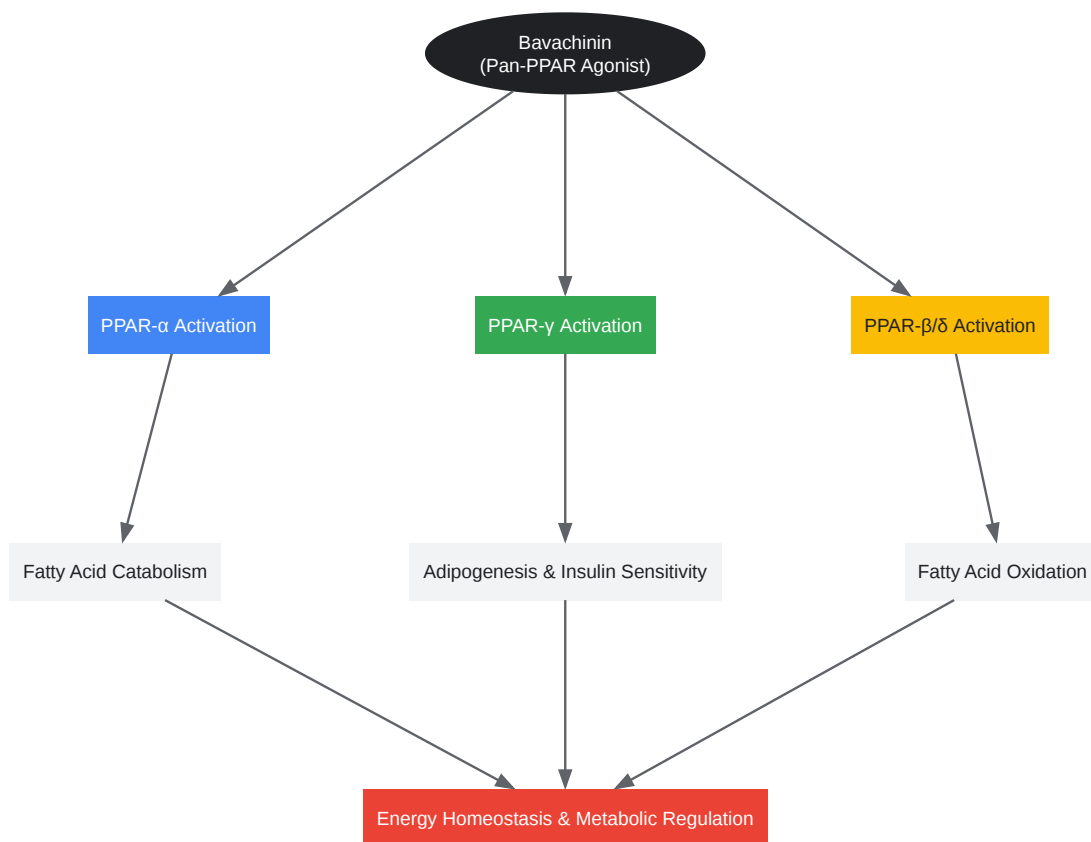 Bavachinin
(Pan-PPAR Agonist)
PPAR-α Activation
PPAR-γ Activation
PPAR-β/δ Activation
Fatty Acid Catabolism
Adipogenesis & Insulin Sensitivity
Fatty Acid Oxidation
Energy Homeostasis & Metabolic Regulation